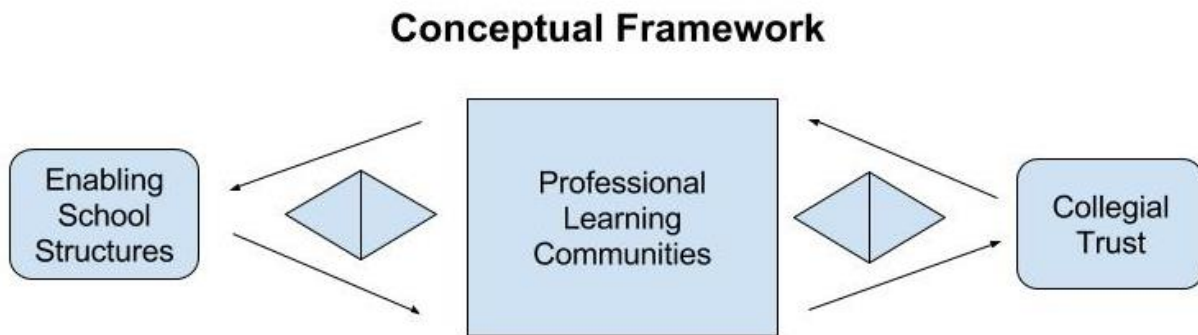 Conceptual Framework
Enabling
School
Structures
Professional
Learning
Communities
Collegial
Trust